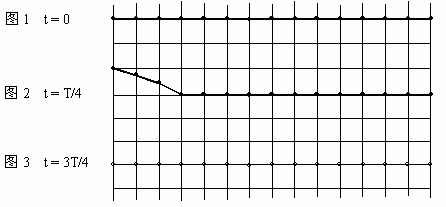 图 1 t = 0
图 2 t = T/4
图 3 t = 3T/4